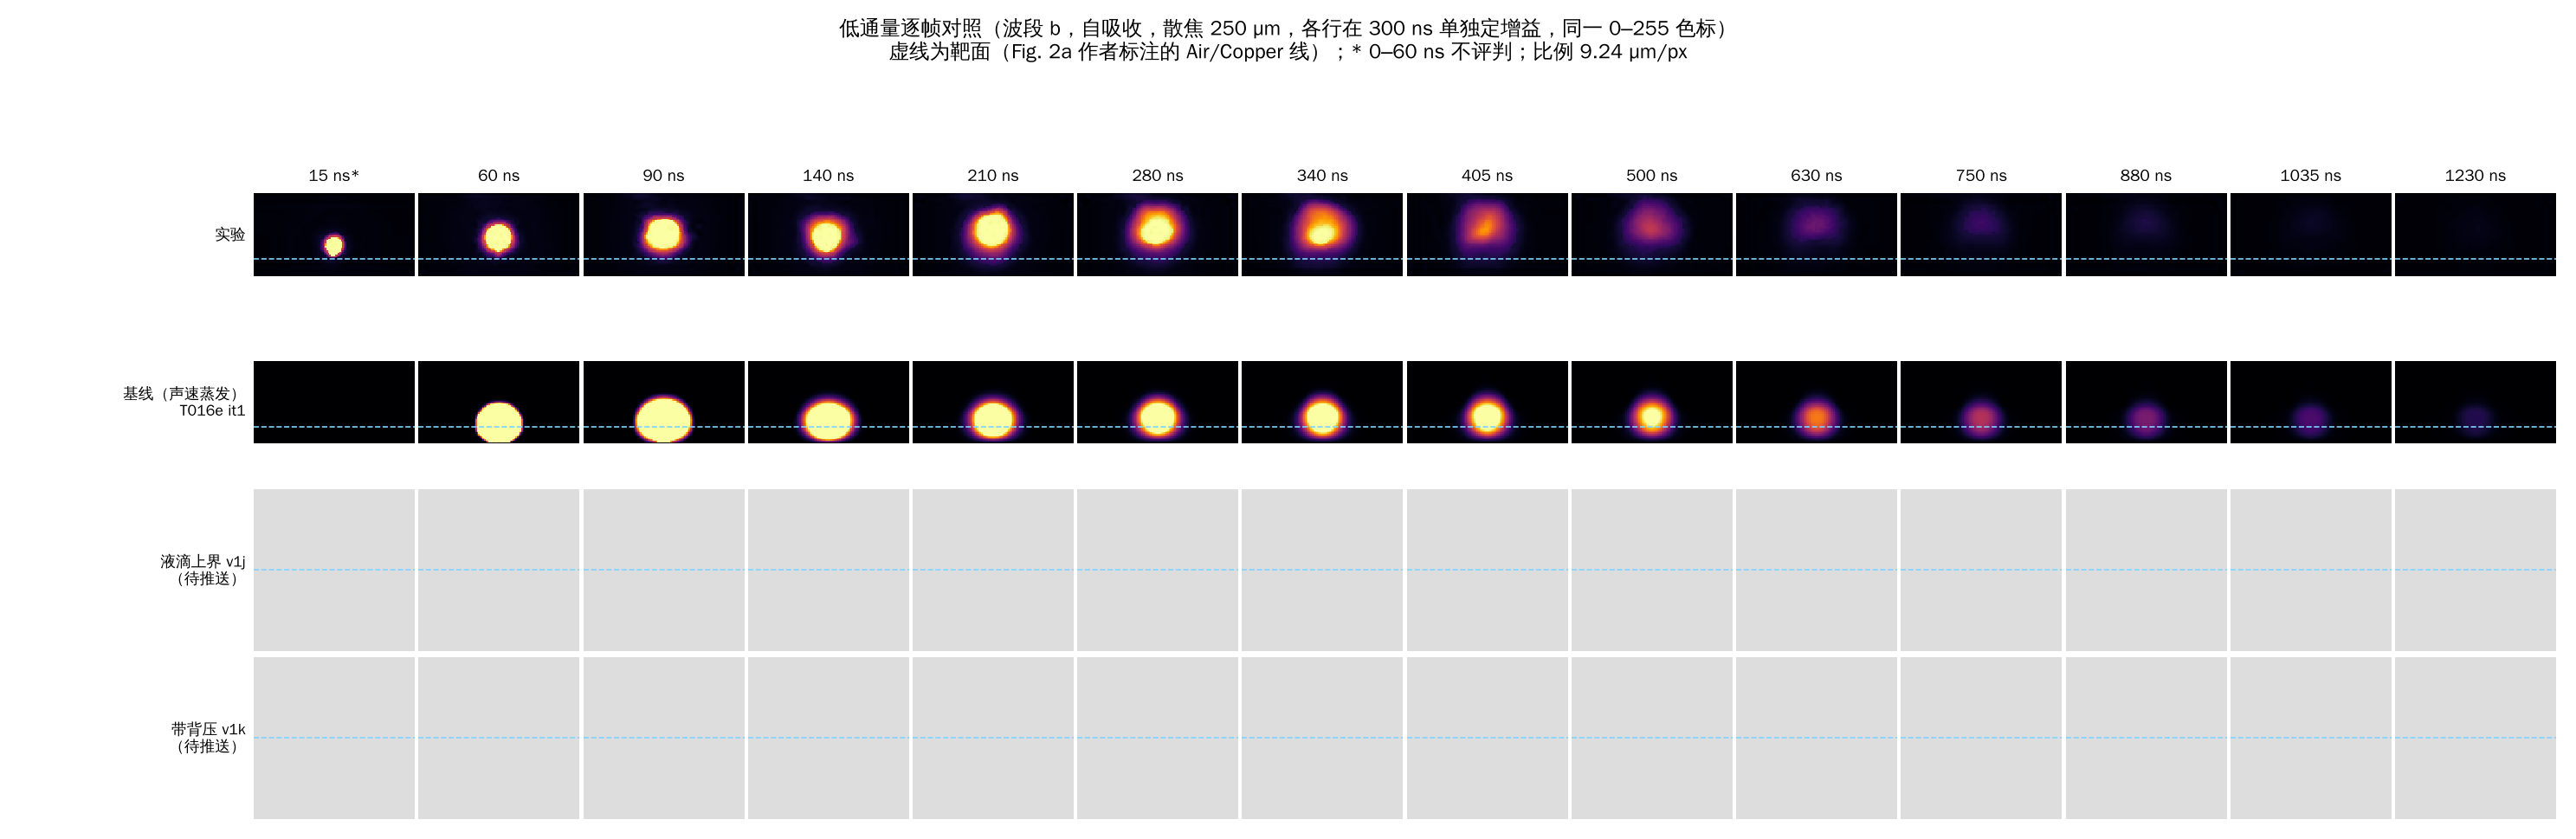 低通量逐帧对照（波段 b，自吸收，散焦 250 μm，各行在 300 ns 单独定增益，同一 0–255 色标）
虚线为靶面（Fig. 2a 作者标注的 Air/Copper 线）；* 0–60 ns 不评判；比例 9.24 μm/px
15 ns* 60 ns 90 ns 140 ns 210 ns 280 ns 340 ns 405 ns 500 ns 630 ns 750 ns 880 ns 1035 ns 1230 ns
实验
基线（声速蒸发）
T016e it1
液滴上界 v1j
（待推送）
带背压 v1k
（待推送）